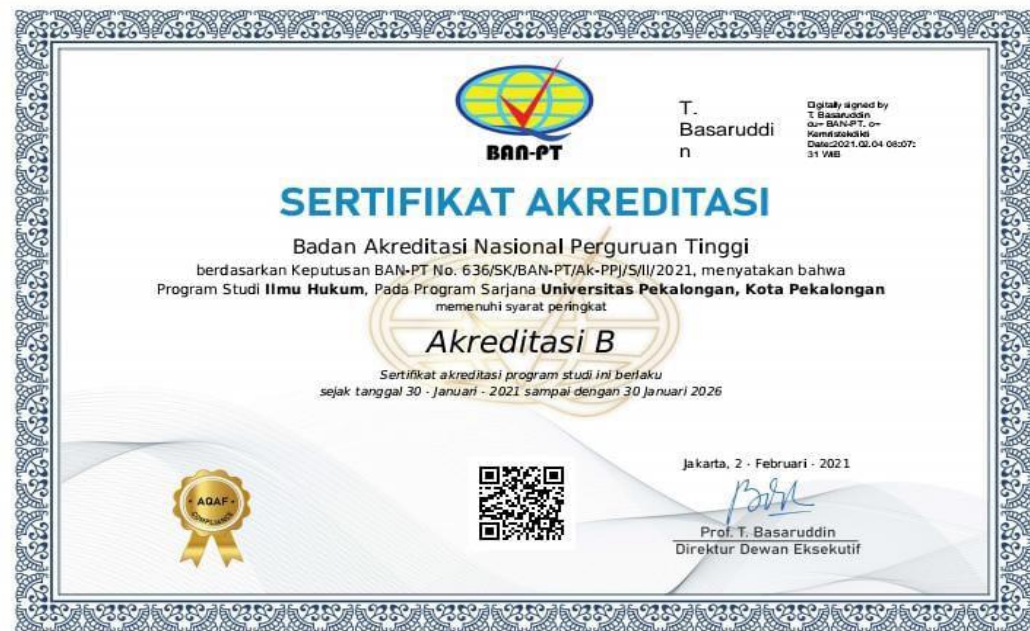 BAN-PT
T.
Basaruddi
n
Digitally signed by
T. Basaruddin
ou= BAN-PT, o=
Kemristekdikti
Date:2021.02.04 08:07:
31 WIB
SERTIFIKAT AKREDITASI
Badan Akreditasi Nasional Perguruan Tinggi
berdasarkan Keputusan BAN-PT No. 636/SK/BAN-PT/Ak-PPJ/S/II/2021, menyatakan bahwa
Program Studi Ilmu Hukum, Pada Program Sarjana Universitas Pekalongan, Kota Pekalongan
memenuhi syarat peringkat
Akreditasi B
Sertifikat akreditasi program studi ini berlaku
sejak tanggal 30 - Januari - 2021 sampai dengan 30 Januari 2026
Jakarta, 2 - Februari - 2021
AQAF
COMPLIANCE
Prof. T. Basaruddin
Direktur Dewan Eksekutif